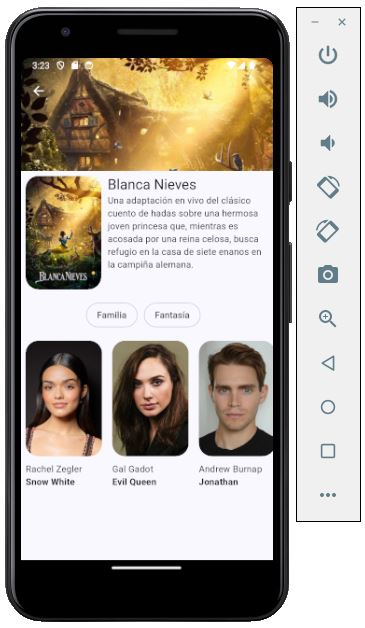 3:23
Blanca Nieves
Una adaptación en vivo del clásico
cuento de hadas sobre una hermosa
joven princesa que, mientras es
acosada por una reina celosa, busca
refugio en la casa de siete enanos en
la campiña alemana.
BLANCANIEVES
Familia
Fantasía
Rachel Zegler
Snow White
Gal Gadot
Evil Queen
Andrew Burnap
Jonathan